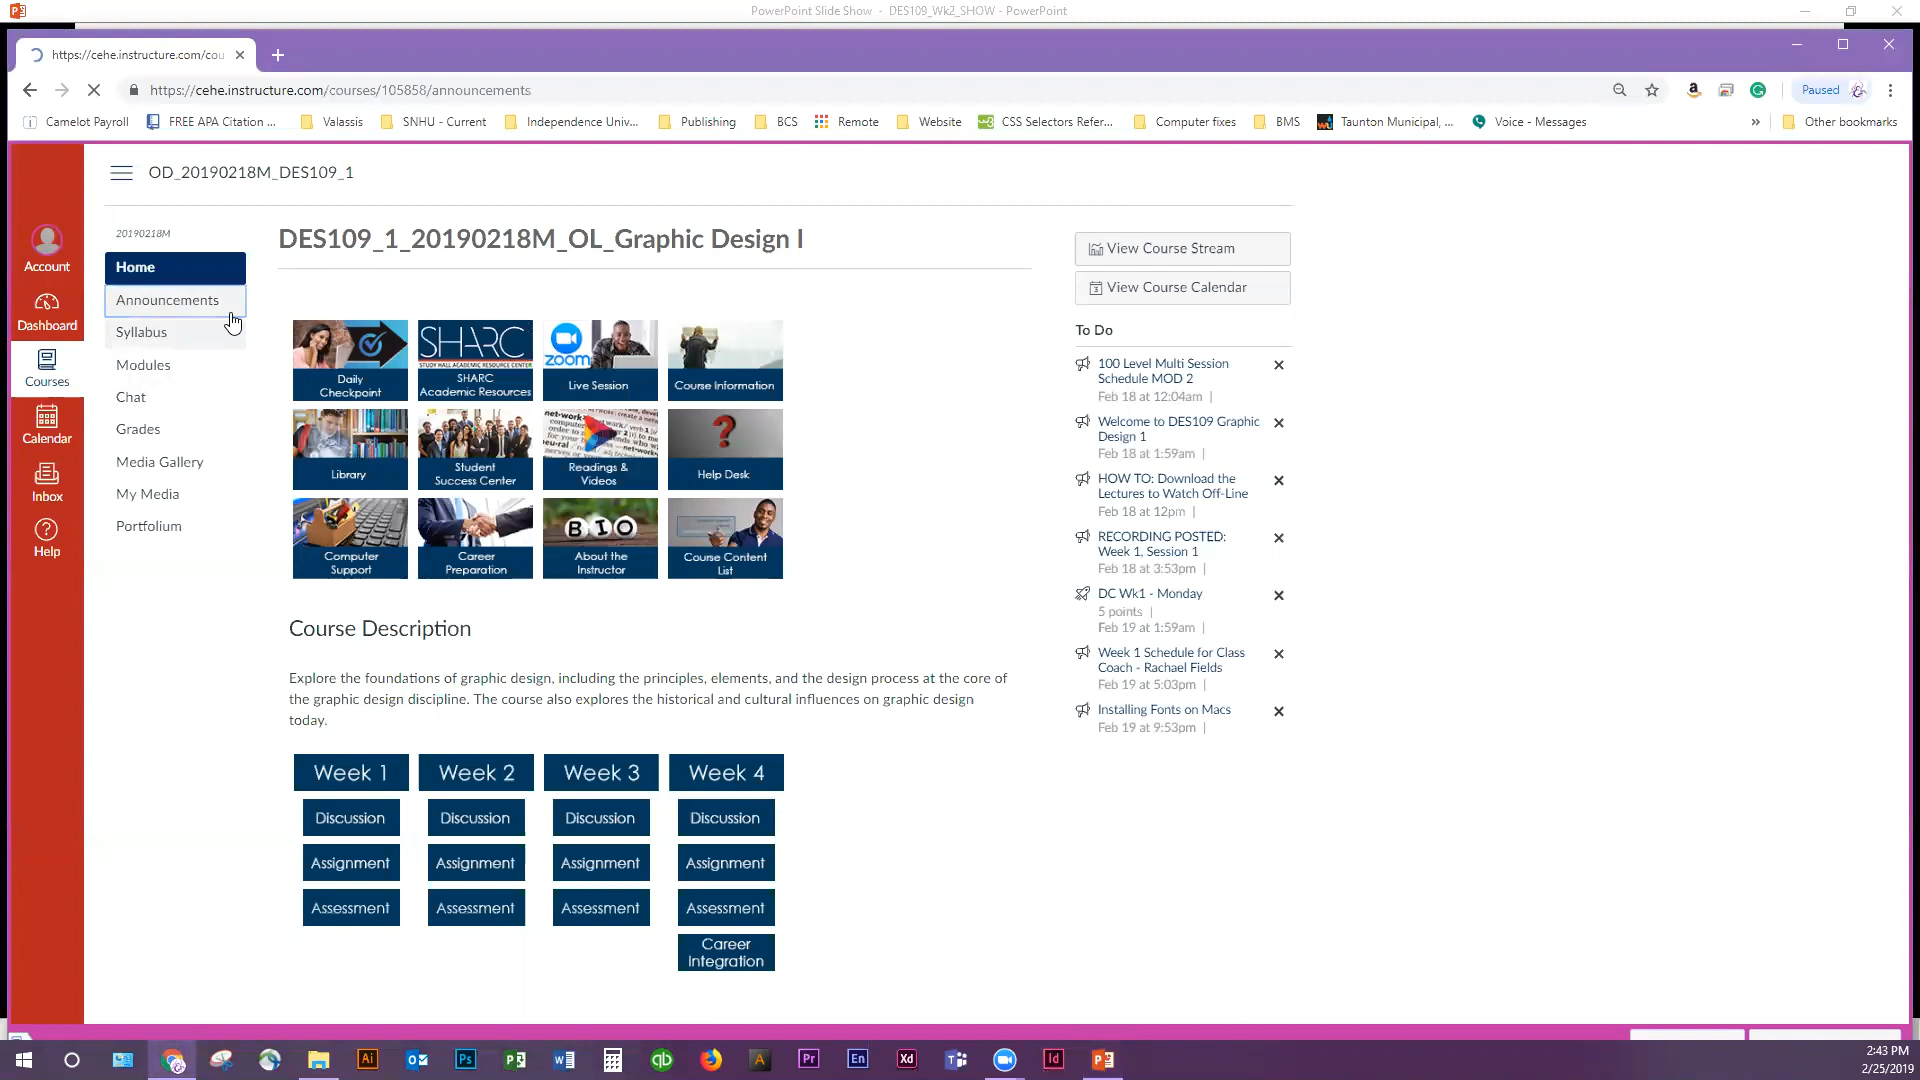 PowerPoint Slide Show - DES109_Wk2_SHOW - PowerPoint
https://cehe.instructure.com/cou
https://cehe.instructure.com/courses/105858/announcements
Paused
Camelot Payroll
FREE APA Citation ...
Valassis
SNHU - Current
Independence Univ...
Publishing
BCS
Remote
Website
CSS Selectors Refer...
Computer fixes
BMS
Taunton Municipal, ...
Voice - Messages
»
Other bookmarks
OD_20190218M_DES109_1
Account
Dashboard
Courses
Calendar
Inbox
Help
20190218M
Home
Announcements
Syllabus
Modules
Chat
Grades
Media Gallery
My Media
Portfolium
DES109_1_20190218M_OL_Graphic Design I
Daily
Checkpoint
SHARC
STUDY HALL ACADEMIC RESOURCE CENTER
SHARC
Academic Resources
zoom
Live Session
Course Information
Library
Student
Success Center
Readings &
Videos
?
Help Desk
Computer
Support
Career
Preparation
BIO
About the
Instructor
Course Content
List
Course Description
Explore the foundations of graphic design, including the principles, elements, and the design process at the core of
the graphic design discipline. The course also explores the historical and cultural influences on graphic design
today.
Week 1
Week 2
Week 3
Week 4
Discussion
Discussion
Discussion
Discussion
Assignment
Assignment
Assignment
Assignment
Assessment
Assessment
Assessment
Assessment
Career
Integration
View Course Stream
View Course Calendar
To Do
100 Level Multi Session
Schedule MOD 2
Feb 18 at 12:04am |
Welcome to DES109 Graphic
Design 1
Feb 18 at 1:59am |
HOW TO: Download the
Lectures to Watch Off-Line
Feb 18 at 12pm |
RECORDING POSTED:
Week 1, Session 1
Feb 18 at 3:53pm |
DC Wk1 - Monday
5 points |
Feb 19 at 1:59am |
Week 1 Schedule for Class
Coach - Rachael Fields
Feb 19 at 5:03pm |
Installing Fonts on Macs
Feb 19 at 9:53pm |
Ai
Ps
qb
Pr
En
Xd
Id
2:43 PM
2/25/2019